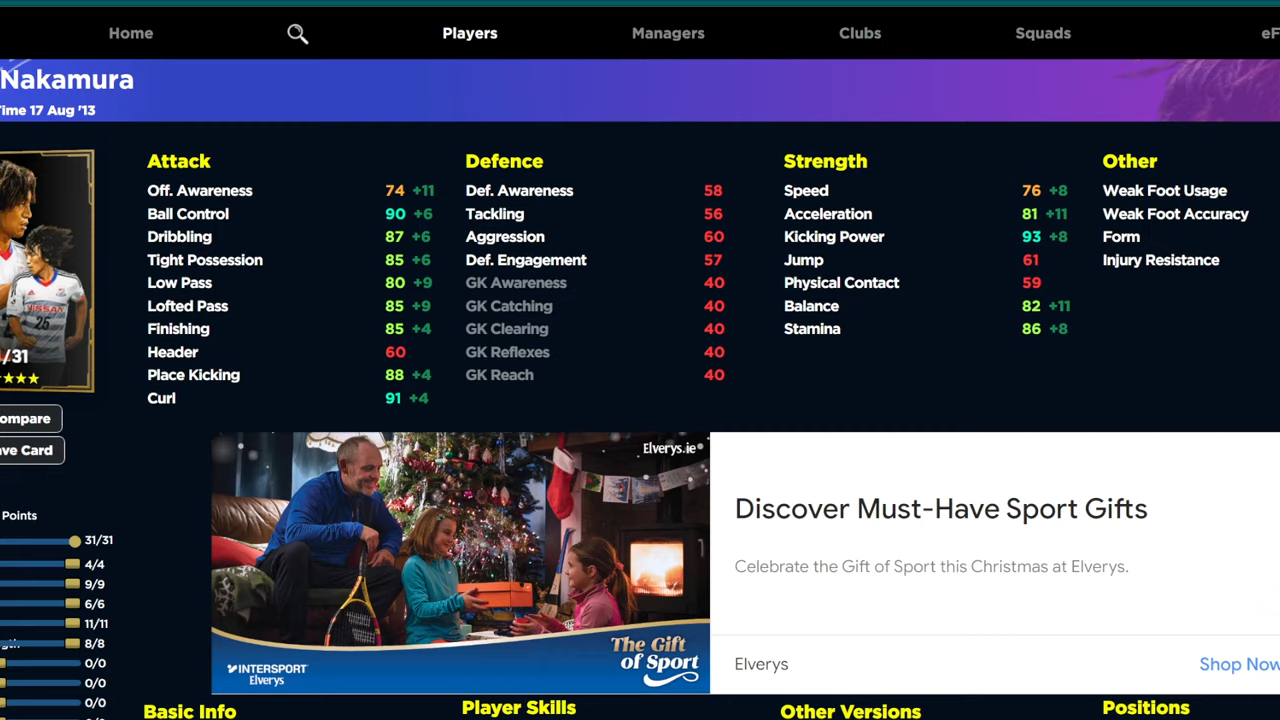 Home Players Managers Clubs Squads eF
Nakamura
Time 17 Aug '13
Attack
Off. Awareness 74 +11
Ball Control 90 +6
Dribbling 87 +6
Tight Possession 85 +6
Low Pass 80 +9
Lofted Pass 85 +9
Finishing 85 +4
Header 60
Place Kicking 88 +4
Curl 91 +4
Defence
Def. Awareness 58
Tackling 56
Aggression 60
Def. Engagement 57
GK Awareness 40
GK Catching 40
GK Clearing 40
GK Reflexes 40
GK Reach 40
Strength
Speed 76 +8
Acceleration 81 +11
Kicking Power 93 +8
Jump 61
Physical Contact 59
Balance 82 +11
Stamina 86 +8
Other
Weak Foot Usage
Weak Foot Accuracy
Form
Injury Resistance
NISSAN
25
/31
ompare
ve Card
Points
31/31
4/4
9/9
6/6
11/11
8/8
0/0
0/0
0/0
Elverys.ie
The Gift
of Sport
INTERSPORT
Elverys
Discover Must-Have Sport Gifts
Celebrate the Gift of Sport this Christmas at Elverys.
Elverys Shop Now
Basic Info Player Skills Other Versions Positions